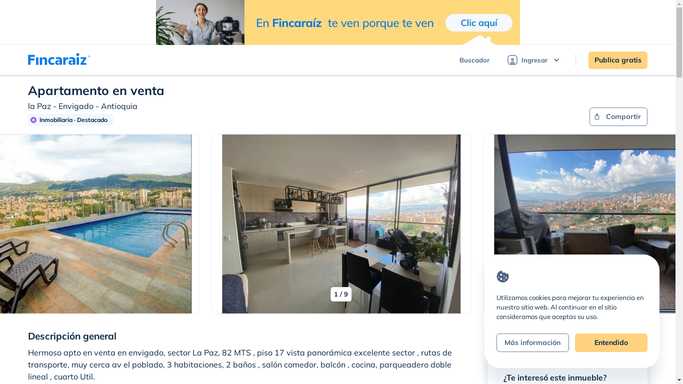 En Fincaraíz te ven porque te ven
Clic aquí
Fincaraiz
Buscador
Ingresar
Publica gratis
Apartamento en venta
la Paz - Envigado - Antioquia
Inmobiliaria · Destacado
Compartir
1 / 9
Utilizamos cookies para mejorar tu experiencia en
nuestro sitio web. Al continuar en el sitio
consideramos que aceptas su uso.
Más información
Entendido
Descripción general
Hermoso apto en venta en envigado, sector La Paz, 82 MTS , piso 17 vista panorámica excelente sector , rutas de
transporte, muy cerca av el poblado, 3 habitaciones, 2 baños , salón comedor, balcón , cocina, parqueadero doble
lineal , cuarto Util.
¿Te interesó este inmueble?